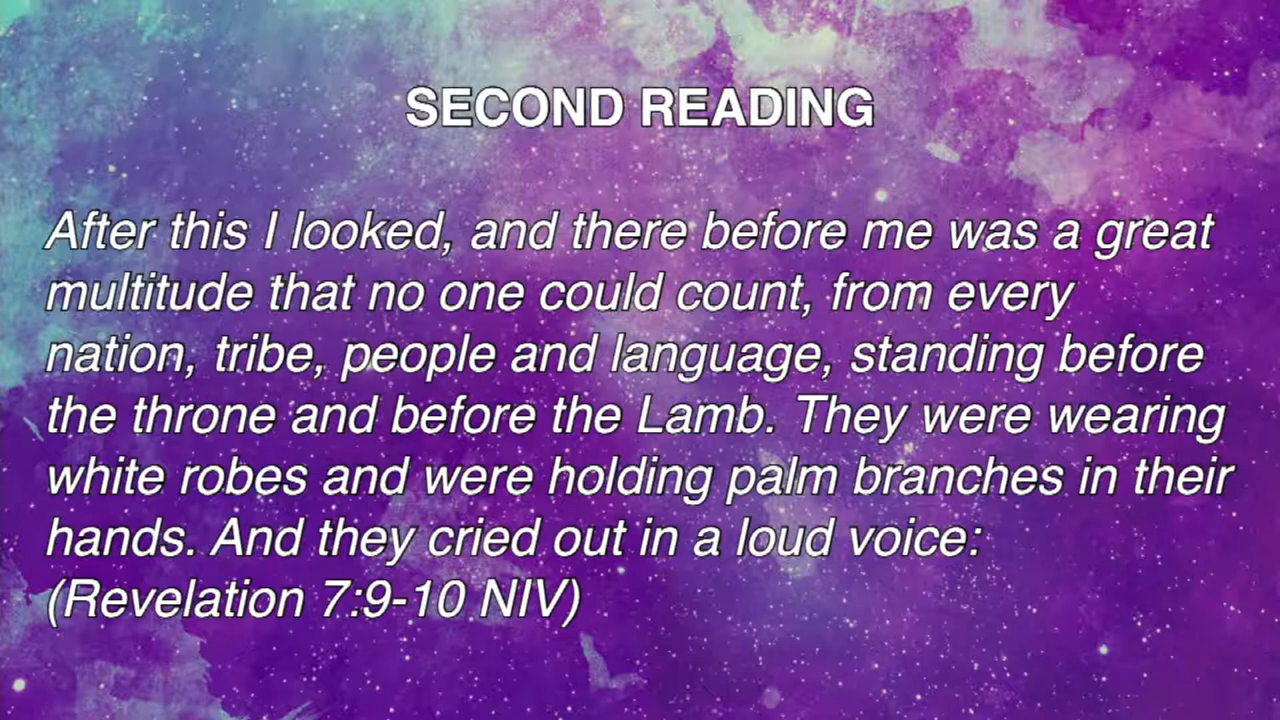 SECOND READING
After this I looked, and there before me was a great
multitude that no one could count, from every
nation, tribe, people and language, standing before
the throne and before the Lamb. They were wearing
white robes and were holding palm branches in their
hands. And they cried out in a loud voice:
(Revelation 7:9-10 NIV)